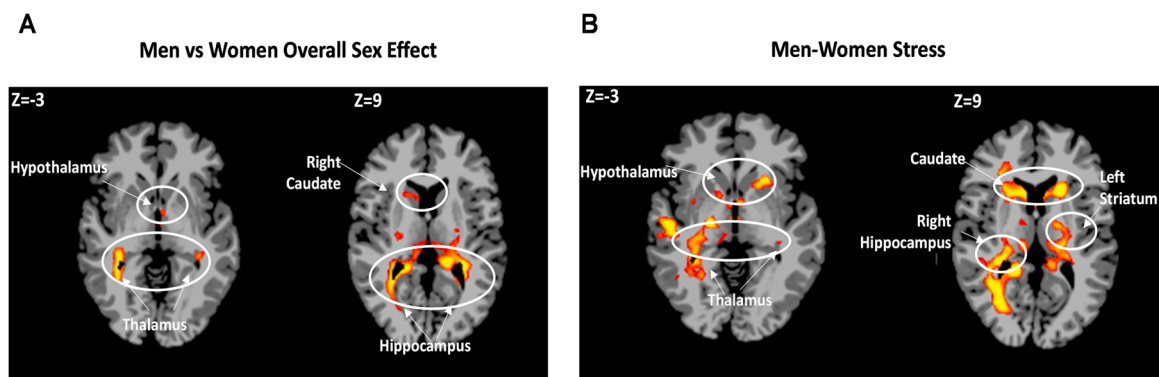 A
Men vs Women Overall Sex Effect
Z=-3
Hypothalamus
Thalamus
Z=9
Right
Caudate
Hippocampus
B
Men-Women Stress
Z=-3
Hypothalamus
Thalamus
Z=9
Caudate
Left
Striatum
Right
Hippocampus